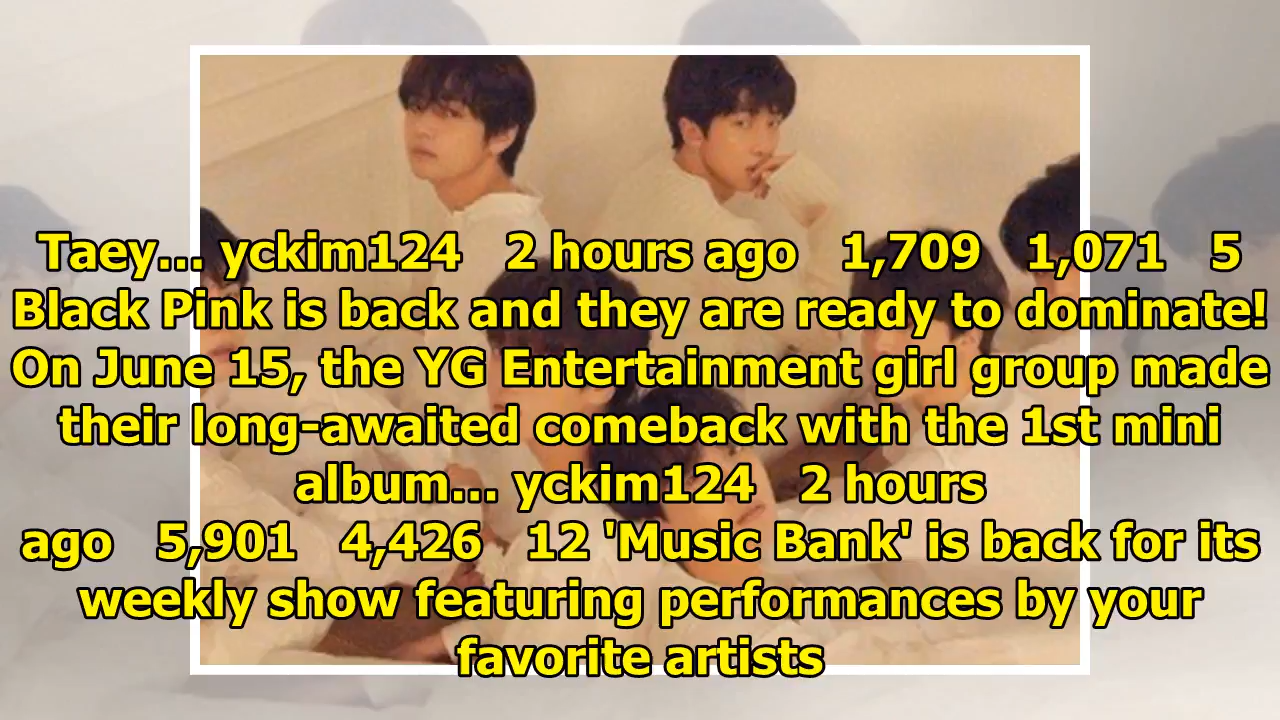 Taey... yckim124 2 hours ago 1,709 1,071 5
Black Pink is back and they are ready to dominate!
On June 15, the YG Entertainment girl group made
their long-awaited comeback with the 1st mini
album... yckim124 2 hours
ago 5,901 4,426 12 'Music Bank' is back for its
weekly show featuring performances by your
favorite artists